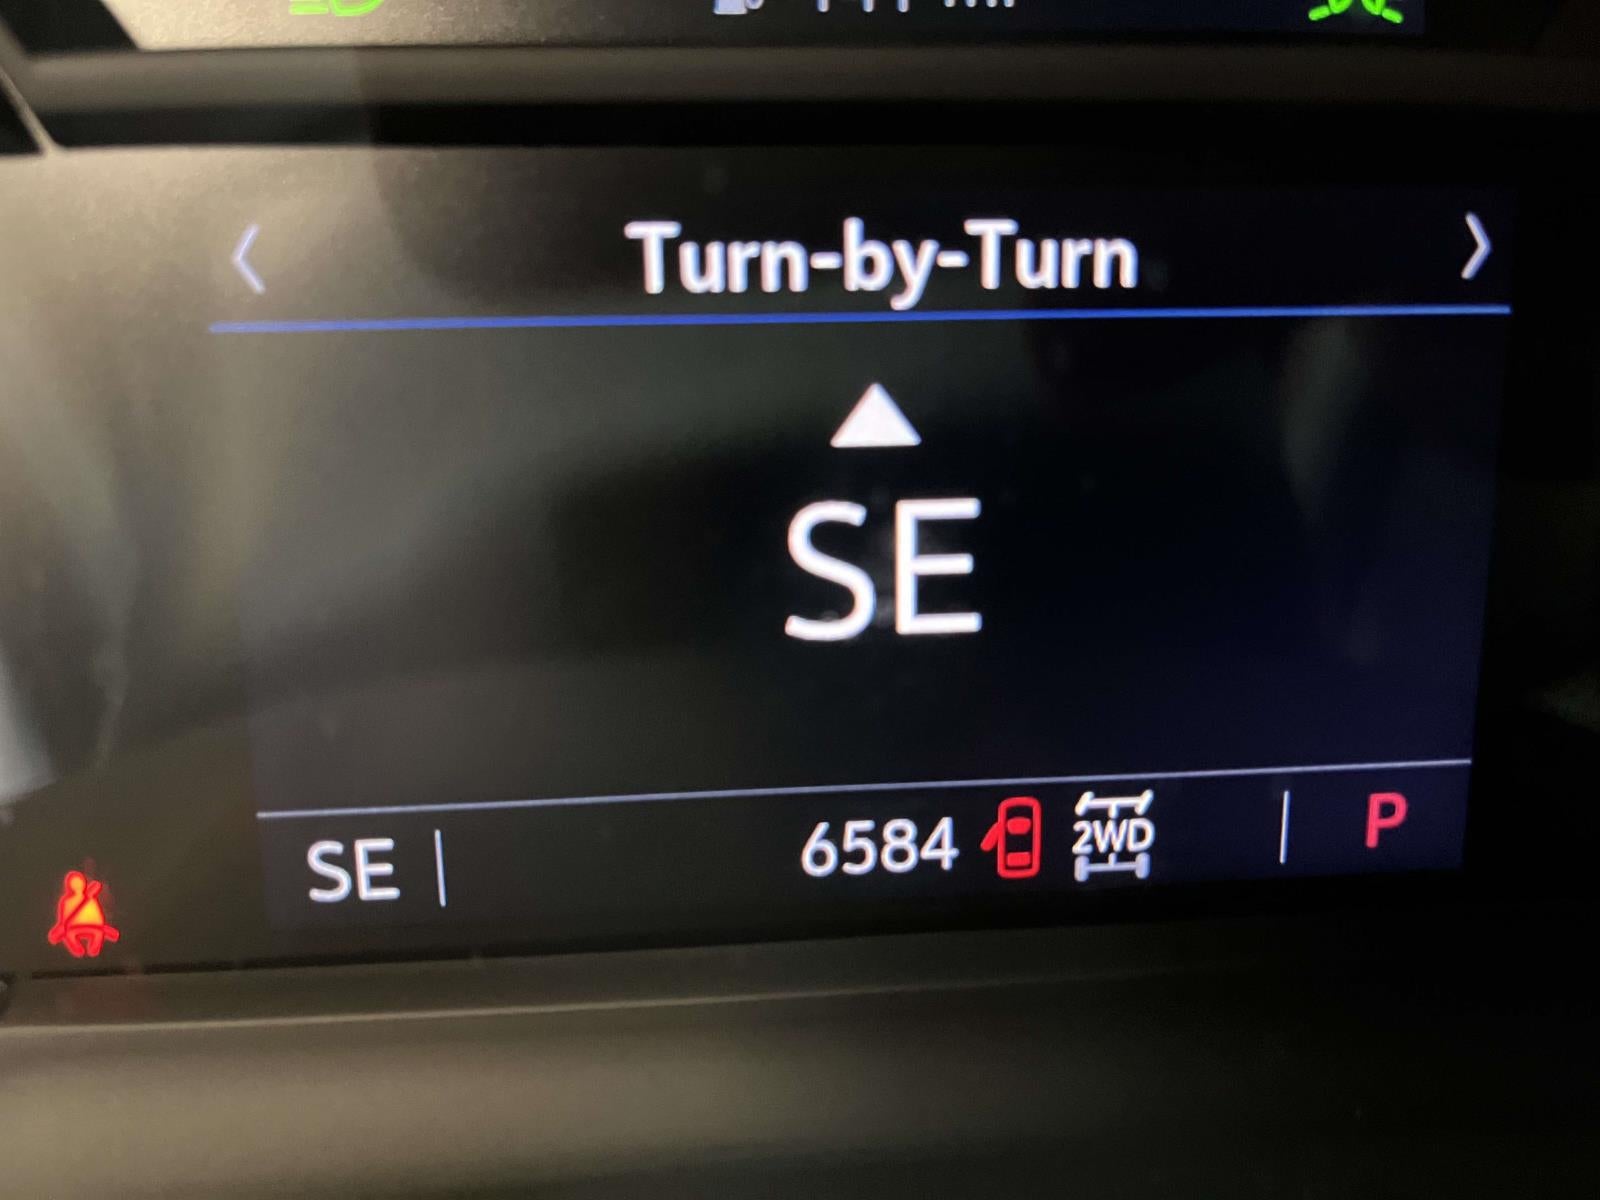 Turn-by-Turn
SE
SE 6584 2WD P